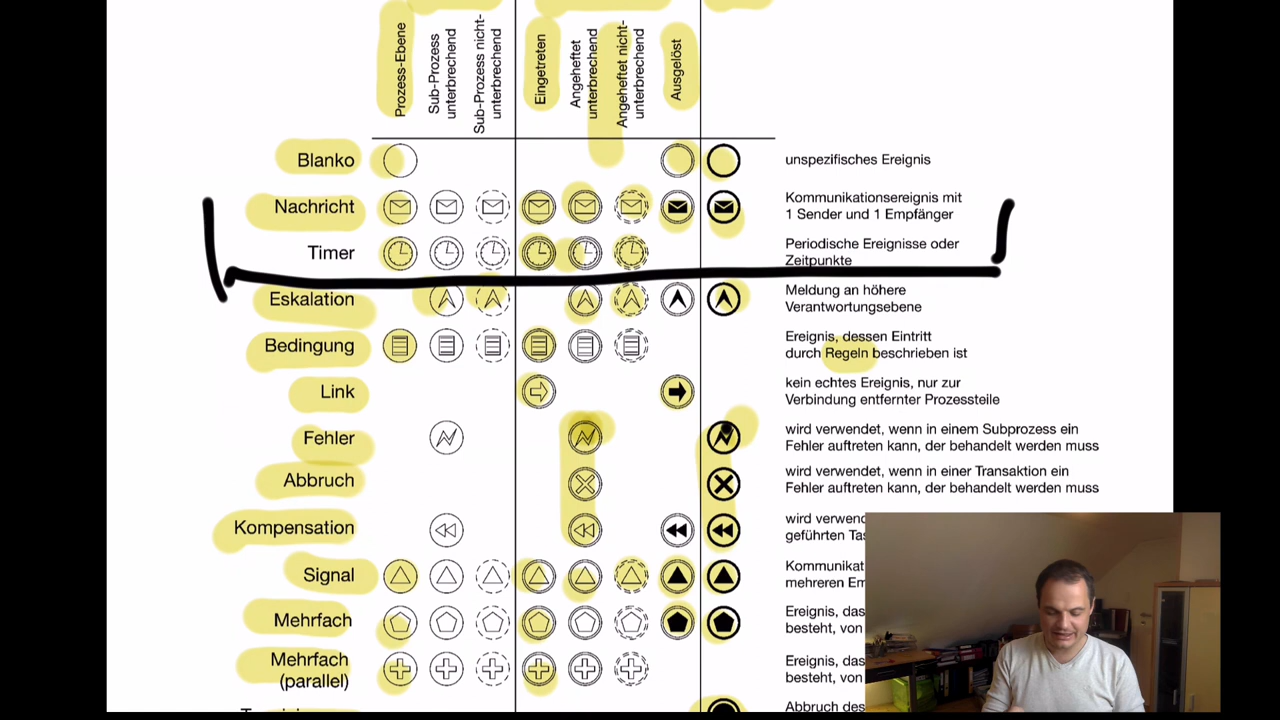 Prozess-Ebene
Sub-Prozess
unterbrechend
Sub-Prozess nicht-
unterbrechend
Eingetreten
Angeheftet
unterbrechend
Angeheftet nicht-
unterbrechend
Ausgelöst
Blanko
unspezifisches Ereignis
Nachricht
Kommunikationsereignis mit
1 Sender und 1 Empfänger
Timer
Periodische Ereignisse oder
Zeitpunkte
Eskalation
Meldung an höhere
Verantwortungsebene
Bedingung
Ereignis, dessen Eintritt
durch Regeln beschrieben ist
Link
kein echtes Ereignis, nur zur
Verbindung entfernter Prozessteile
Fehler
wird verwendet, wenn in einem Subprozess ein
Fehler auftreten kann, der behandelt werden muss
Abbruch
wird verwendet, wenn in einer Transaktion ein
Fehler auftreten kann, der behandelt werden muss
Kompensation
wird verwend
geführten Tas
Signal
Kommunikat
mehreren Em
Mehrfach
Ereignis, das
besteht, von
Mehrfach
(parallel)
Ereignis, das
besteht, von
Abbruch des